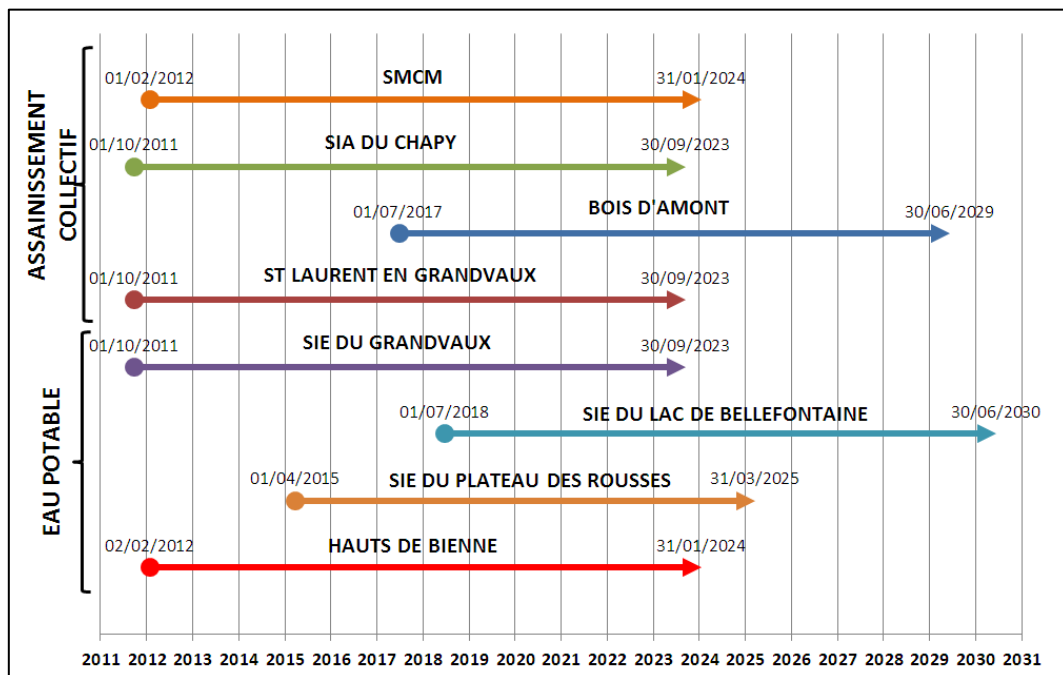 ASSAINISSEMENT
COLLECTIF
01/02/2012 SMCM 31/01/2024
01/10/2011 SIA DU CHAPY 30/09/2023
01/07/2017 BOIS D'AMONT 30/06/2029
01/10/2011 ST LAURENT EN GRANDVAUX 30/09/2023
EAU POTABLE
01/10/2011 SIE DU GRANDVAUX 30/09/2023
01/07/2018 SIE DU LAC DE BELLEFONTAINE 30/06/2030
01/04/2015 SIE DU PLATEAU DES ROUSSES 31/03/2025
02/02/2012 HAUTS DE BIENNE 31/01/2024
2011 2012 2013 2014 2015 2016 2017 2018 2019 2020 2021 2022 2023 2024 2025 2026 2027 2028 2029 2030 2031